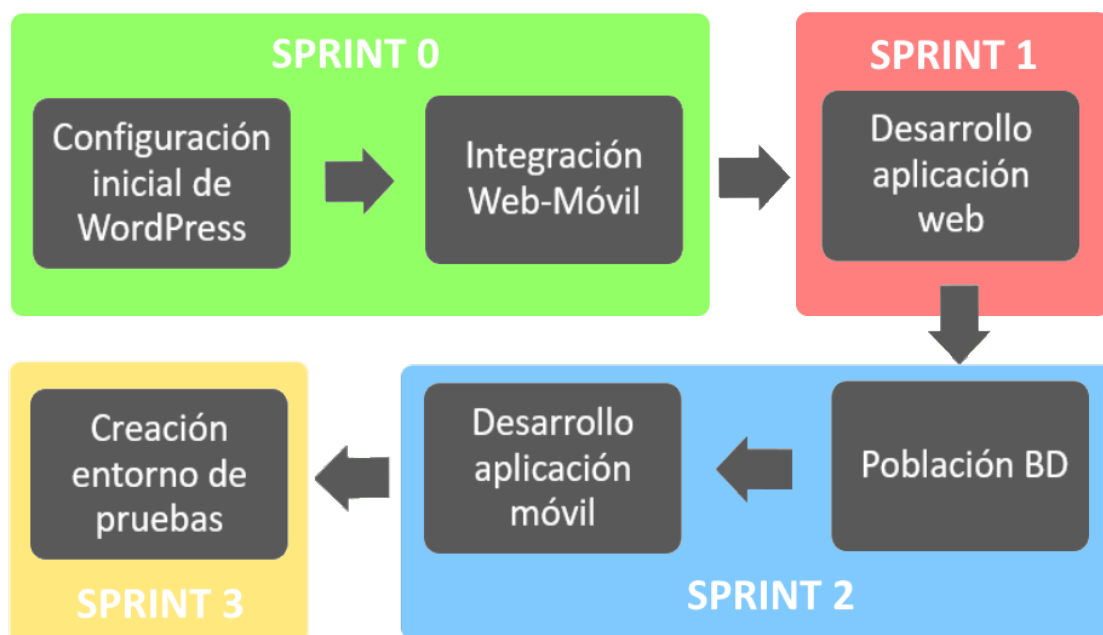 SPRINT 0
Configuración
inicial de
WordPress
Integración
Web-Móvil
SPRINT 1
Desarrollo
aplicación
web
Población BD
Desarrollo
aplicación
móvil
SPRINT 2
Creación
entorno de
pruebas
SPRINT 3